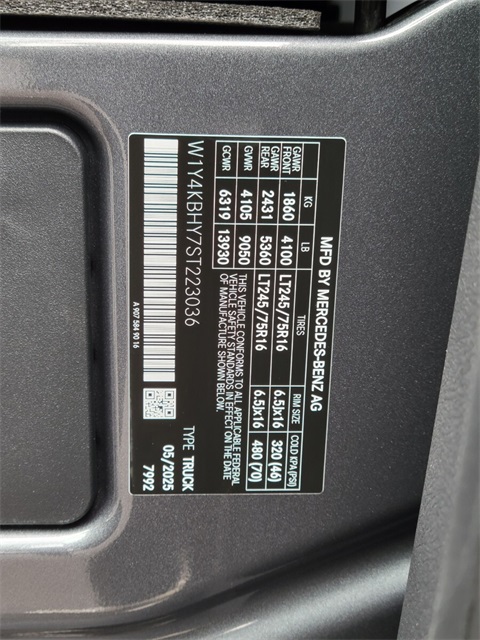 MFD BY MERCEDES-BENZ AG
KG LB TIRES RIM SIZE COLD KPA(PSI)
GAWR FRONT 1860 4100 LT245/75R16 6.5Jx16 320 (46)
GAWR REAR 2431 5360 LT245/75R16 6.5Jx16 480 (70)
GVWR 4105 9050
GCWR 6319 13930
THIS VEHICLE CONFORMS TO ALL APPLICABLE FEDERAL
VEHICLE SAFETY STANDARDS IN EFFECT ON THE DATE
OF MANUFACTURE SHOWN BELOW.
W1Y4KBHY7ST223036
TYPE TRUCK
05/2025
7992
A 907 584 90 16